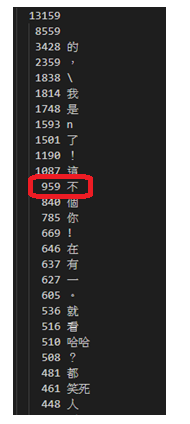 13159
8559
3428 的
2359 ,
1838 \
1814 我
1748 是
1593 n
1501 了
1190 !
1087 這
959 不
840 個
785 你
669 !
646 在
637 有
627 一
605 。
536 就
516 看
510 哈哈
508 ?
481 都
461 笑死
448 人